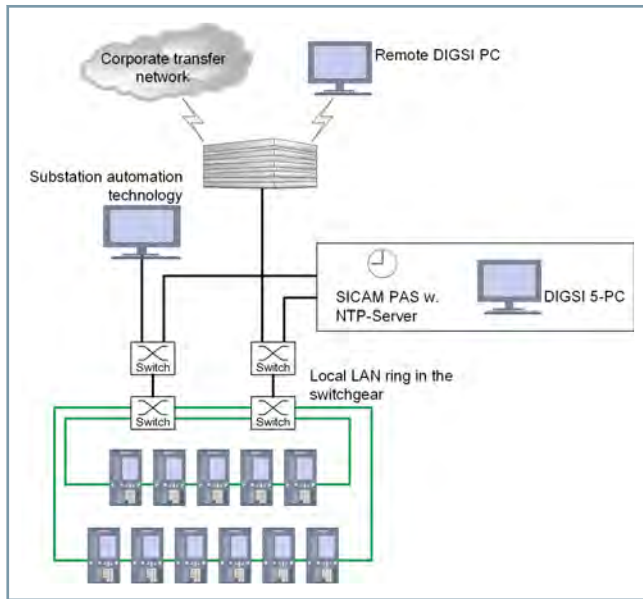 Corporate transfer
network
Remote DIGSI PC
Substation automation
technology
SICAM PAS w.
NTP-Server
DIGSI 5-PC
Switch
Switch
Local LAN ring in the
switchgear
Switch
Switch